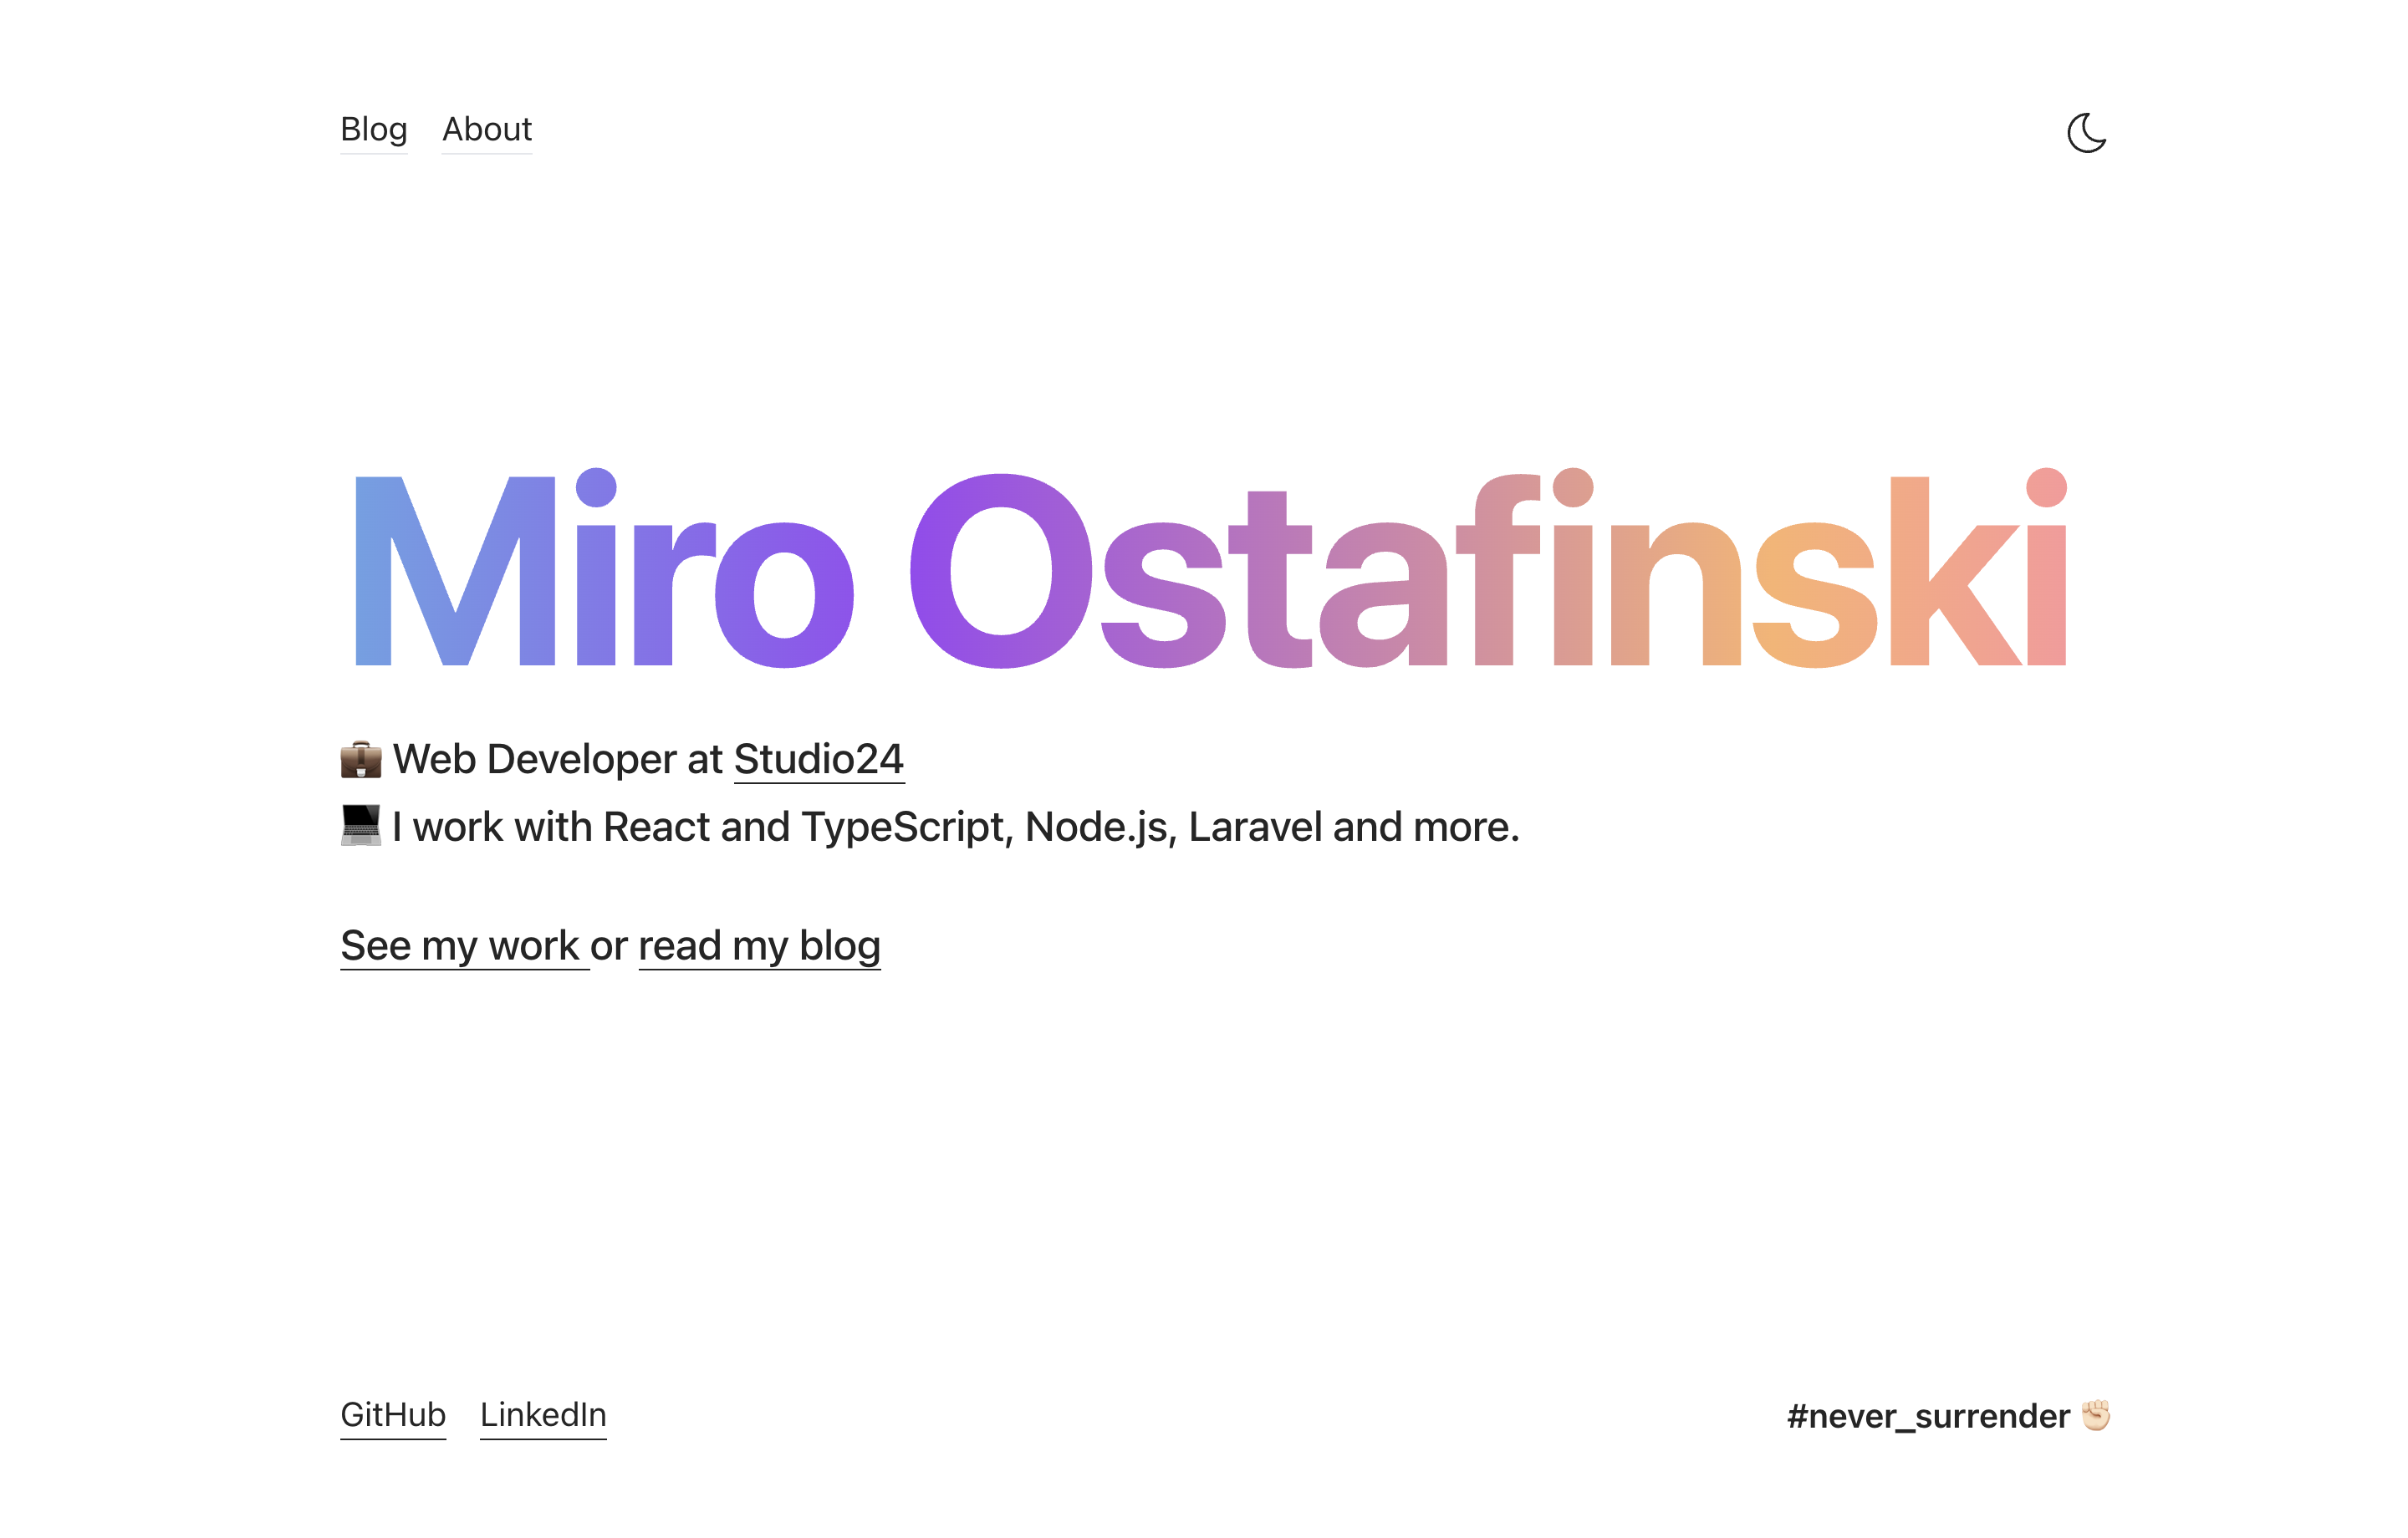 Blog About
Miro Ostafinski
💼 Web Developer at Studio24
💻 I work with React and TypeScript, Node.js, Laravel and more.
See my work or read my blog
GitHub LinkedIn
#never_surrender ✊🏻